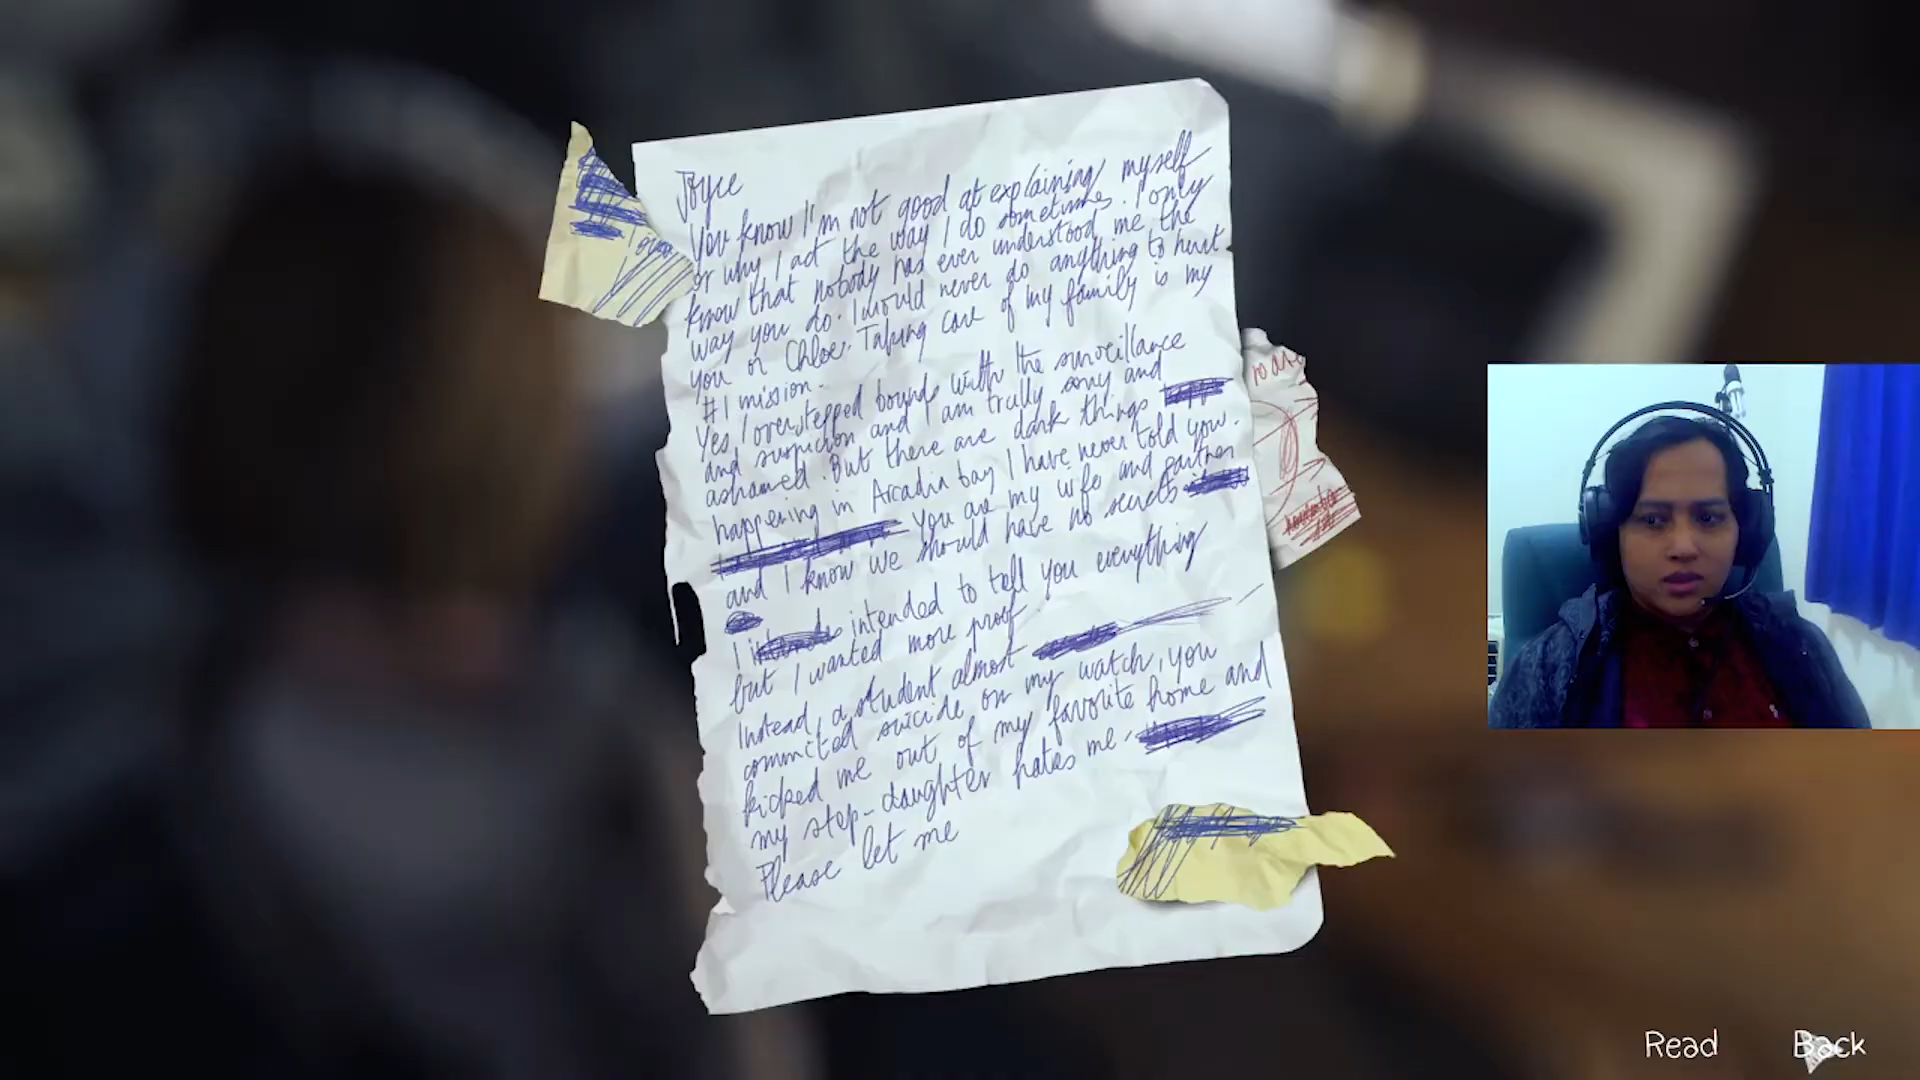 Joyce
You know I'm not good at explaining myself
or why I act the way I do sometimes. I only
know that nobody has ever understood me the
way you do. I would never do anything to hurt
you or Chloe. Taking care of my family is my
#1 mission.
Yes I overstepped bounds with the surveillance
and suspicion and I am truly sorry and
ashamed. But there are dark things
happening in Arcadia bay I have never told you.
You are my wife and partner
and I know we should have no secrets
I intended to tell you everything
but I wanted more proof.
Instead, a student almost
commited suicide on my watch, you
kicked me out of my favorite home and
my step-daughter hates me.
Please let me
Read
Back